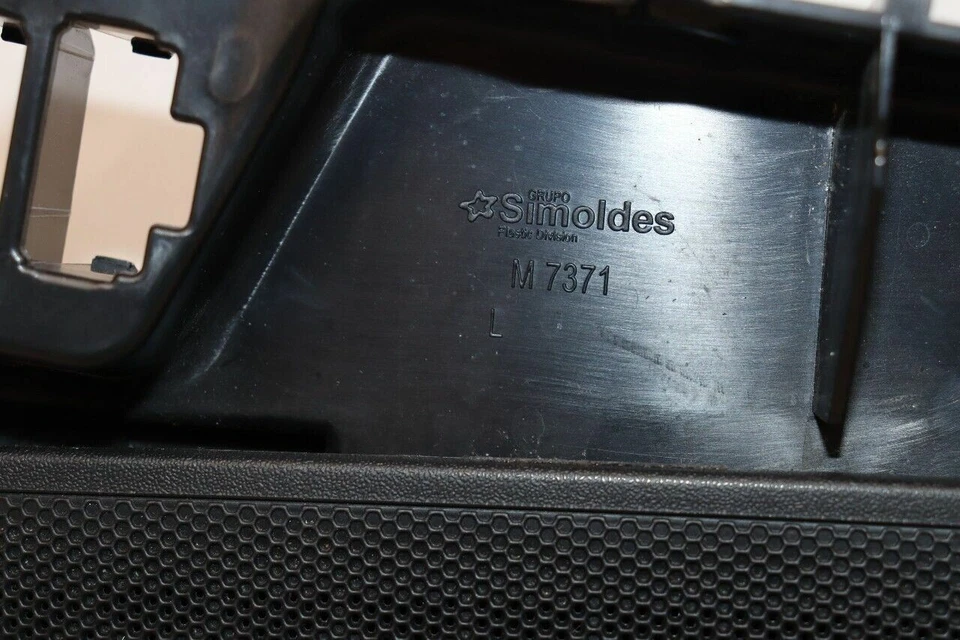 GRUPO
Simoldes
Plastic Division
M 7371
L